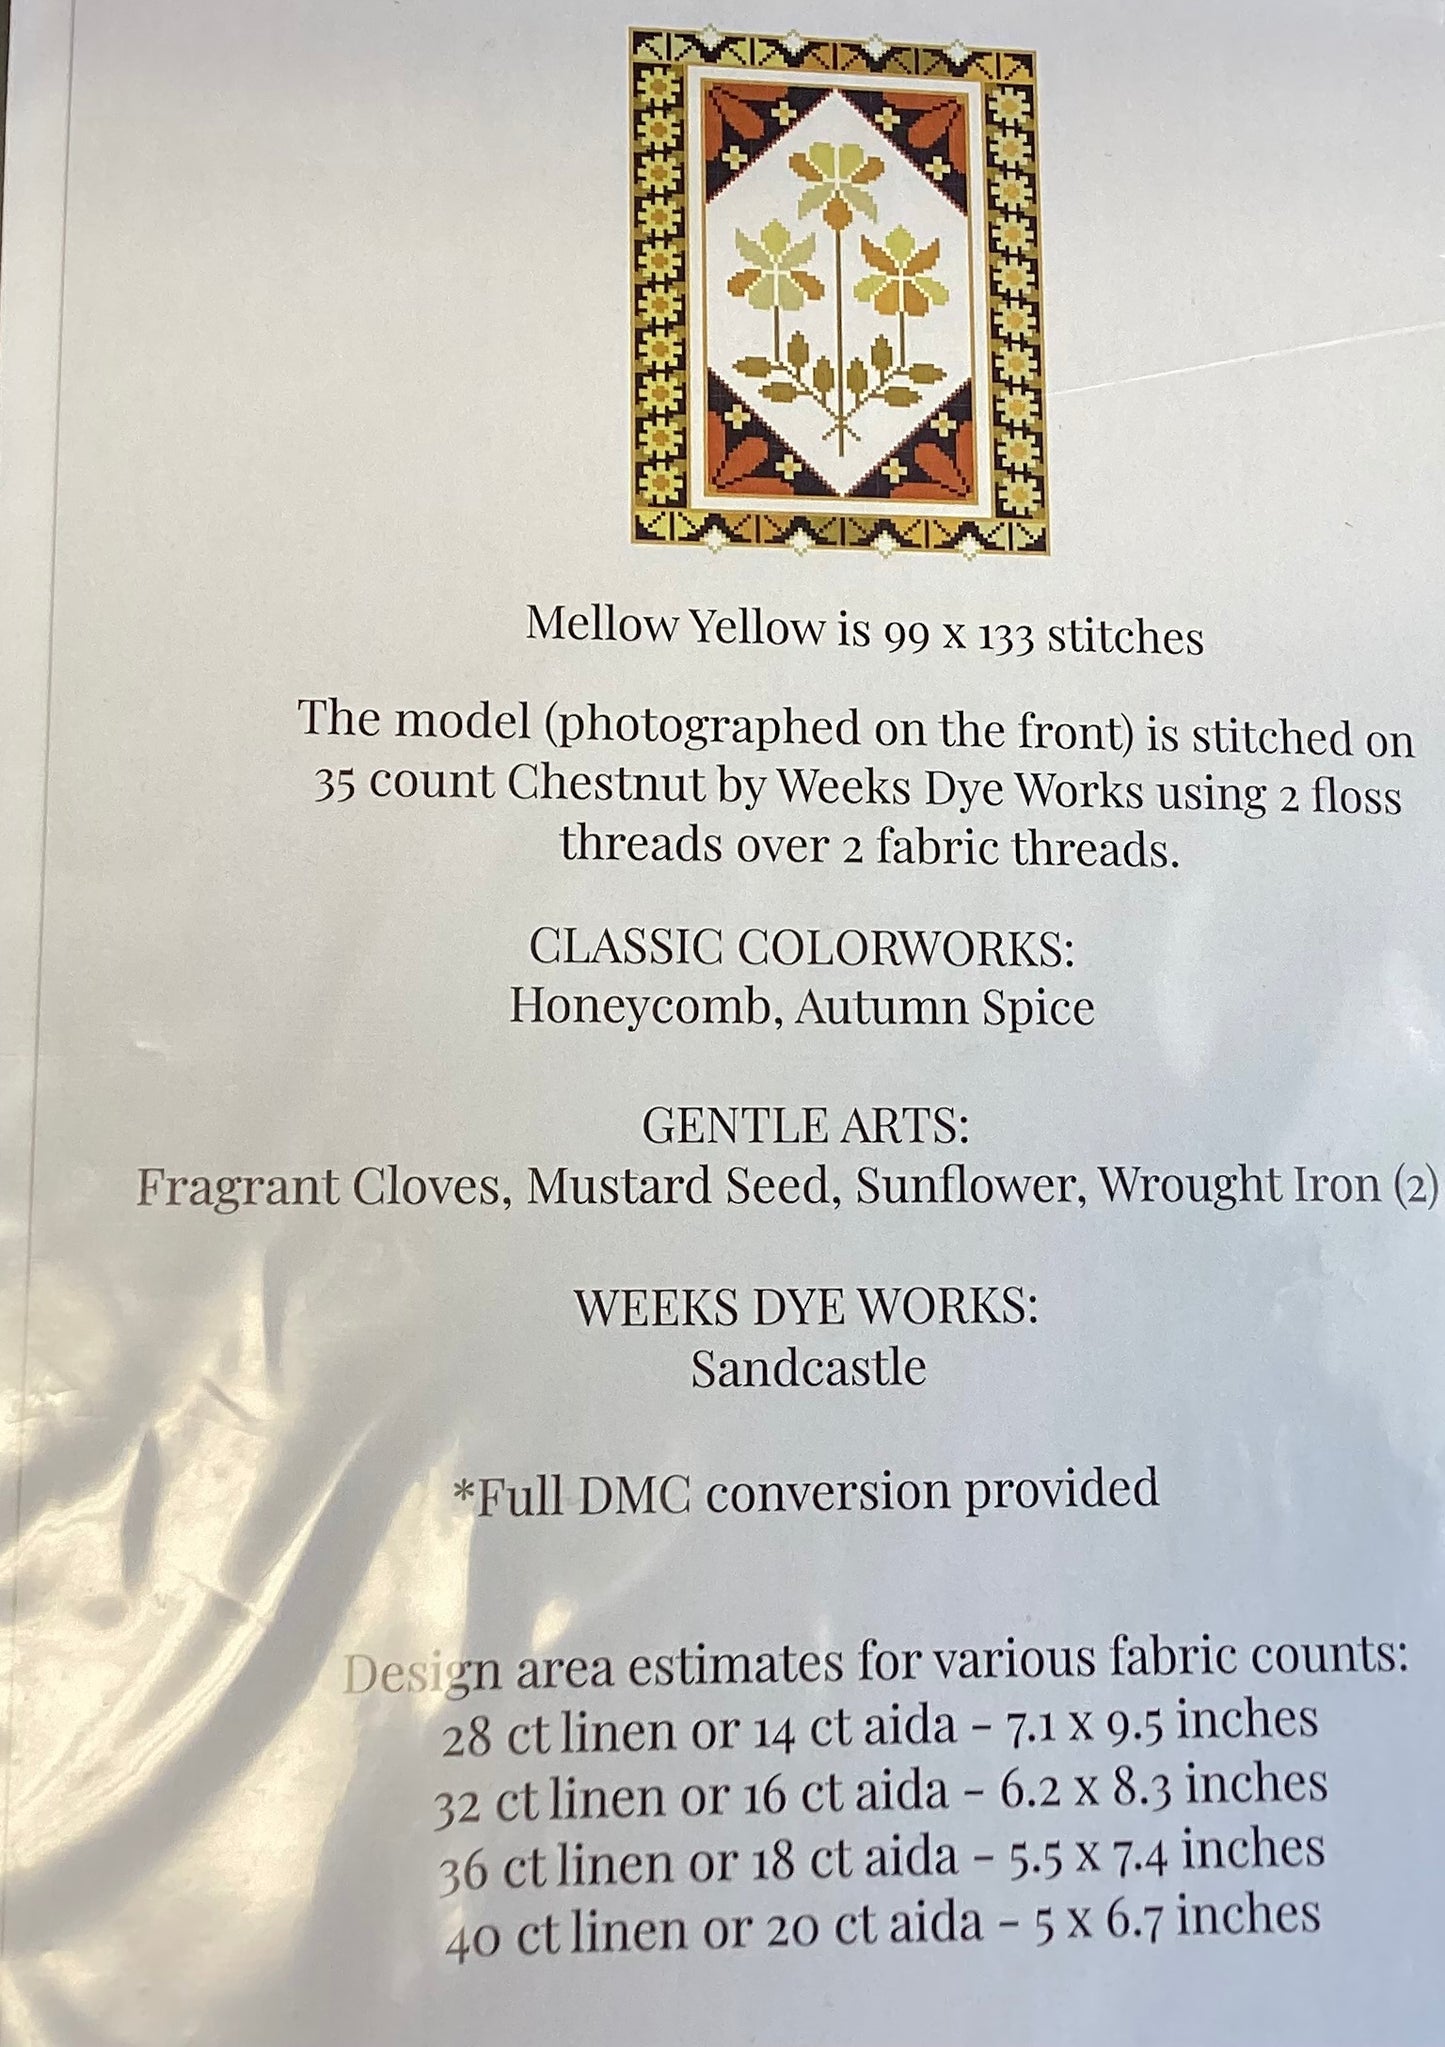 Mellow Yellow is 99 x 133 stitches
The model (photographed on the front) is stitched on
35 count Chestnut by Weeks Dye Works using 2 floss
threads over 2 fabric threads.
CLASSIC COLORWORKS:
Honeycomb, Autumn Spice
GENTLE ARTS:
Fragrant Cloves, Mustard Seed, Sunflower, Wrought Iron (2)
WEEKS DYE WORKS:
Sandcastle
*Full DMC conversion provided
Design area estimates for various fabric counts:
28 ct linen or 14 ct aida - 7.1 x 9.5 inches
32 ct linen or 16 ct aida - 6.2 x 8.3 inches
36 ct linen or 18 ct aida - 5.5 x 7.4 inches
40 ct linen or 20 ct aida - 5 x 6.7 inches